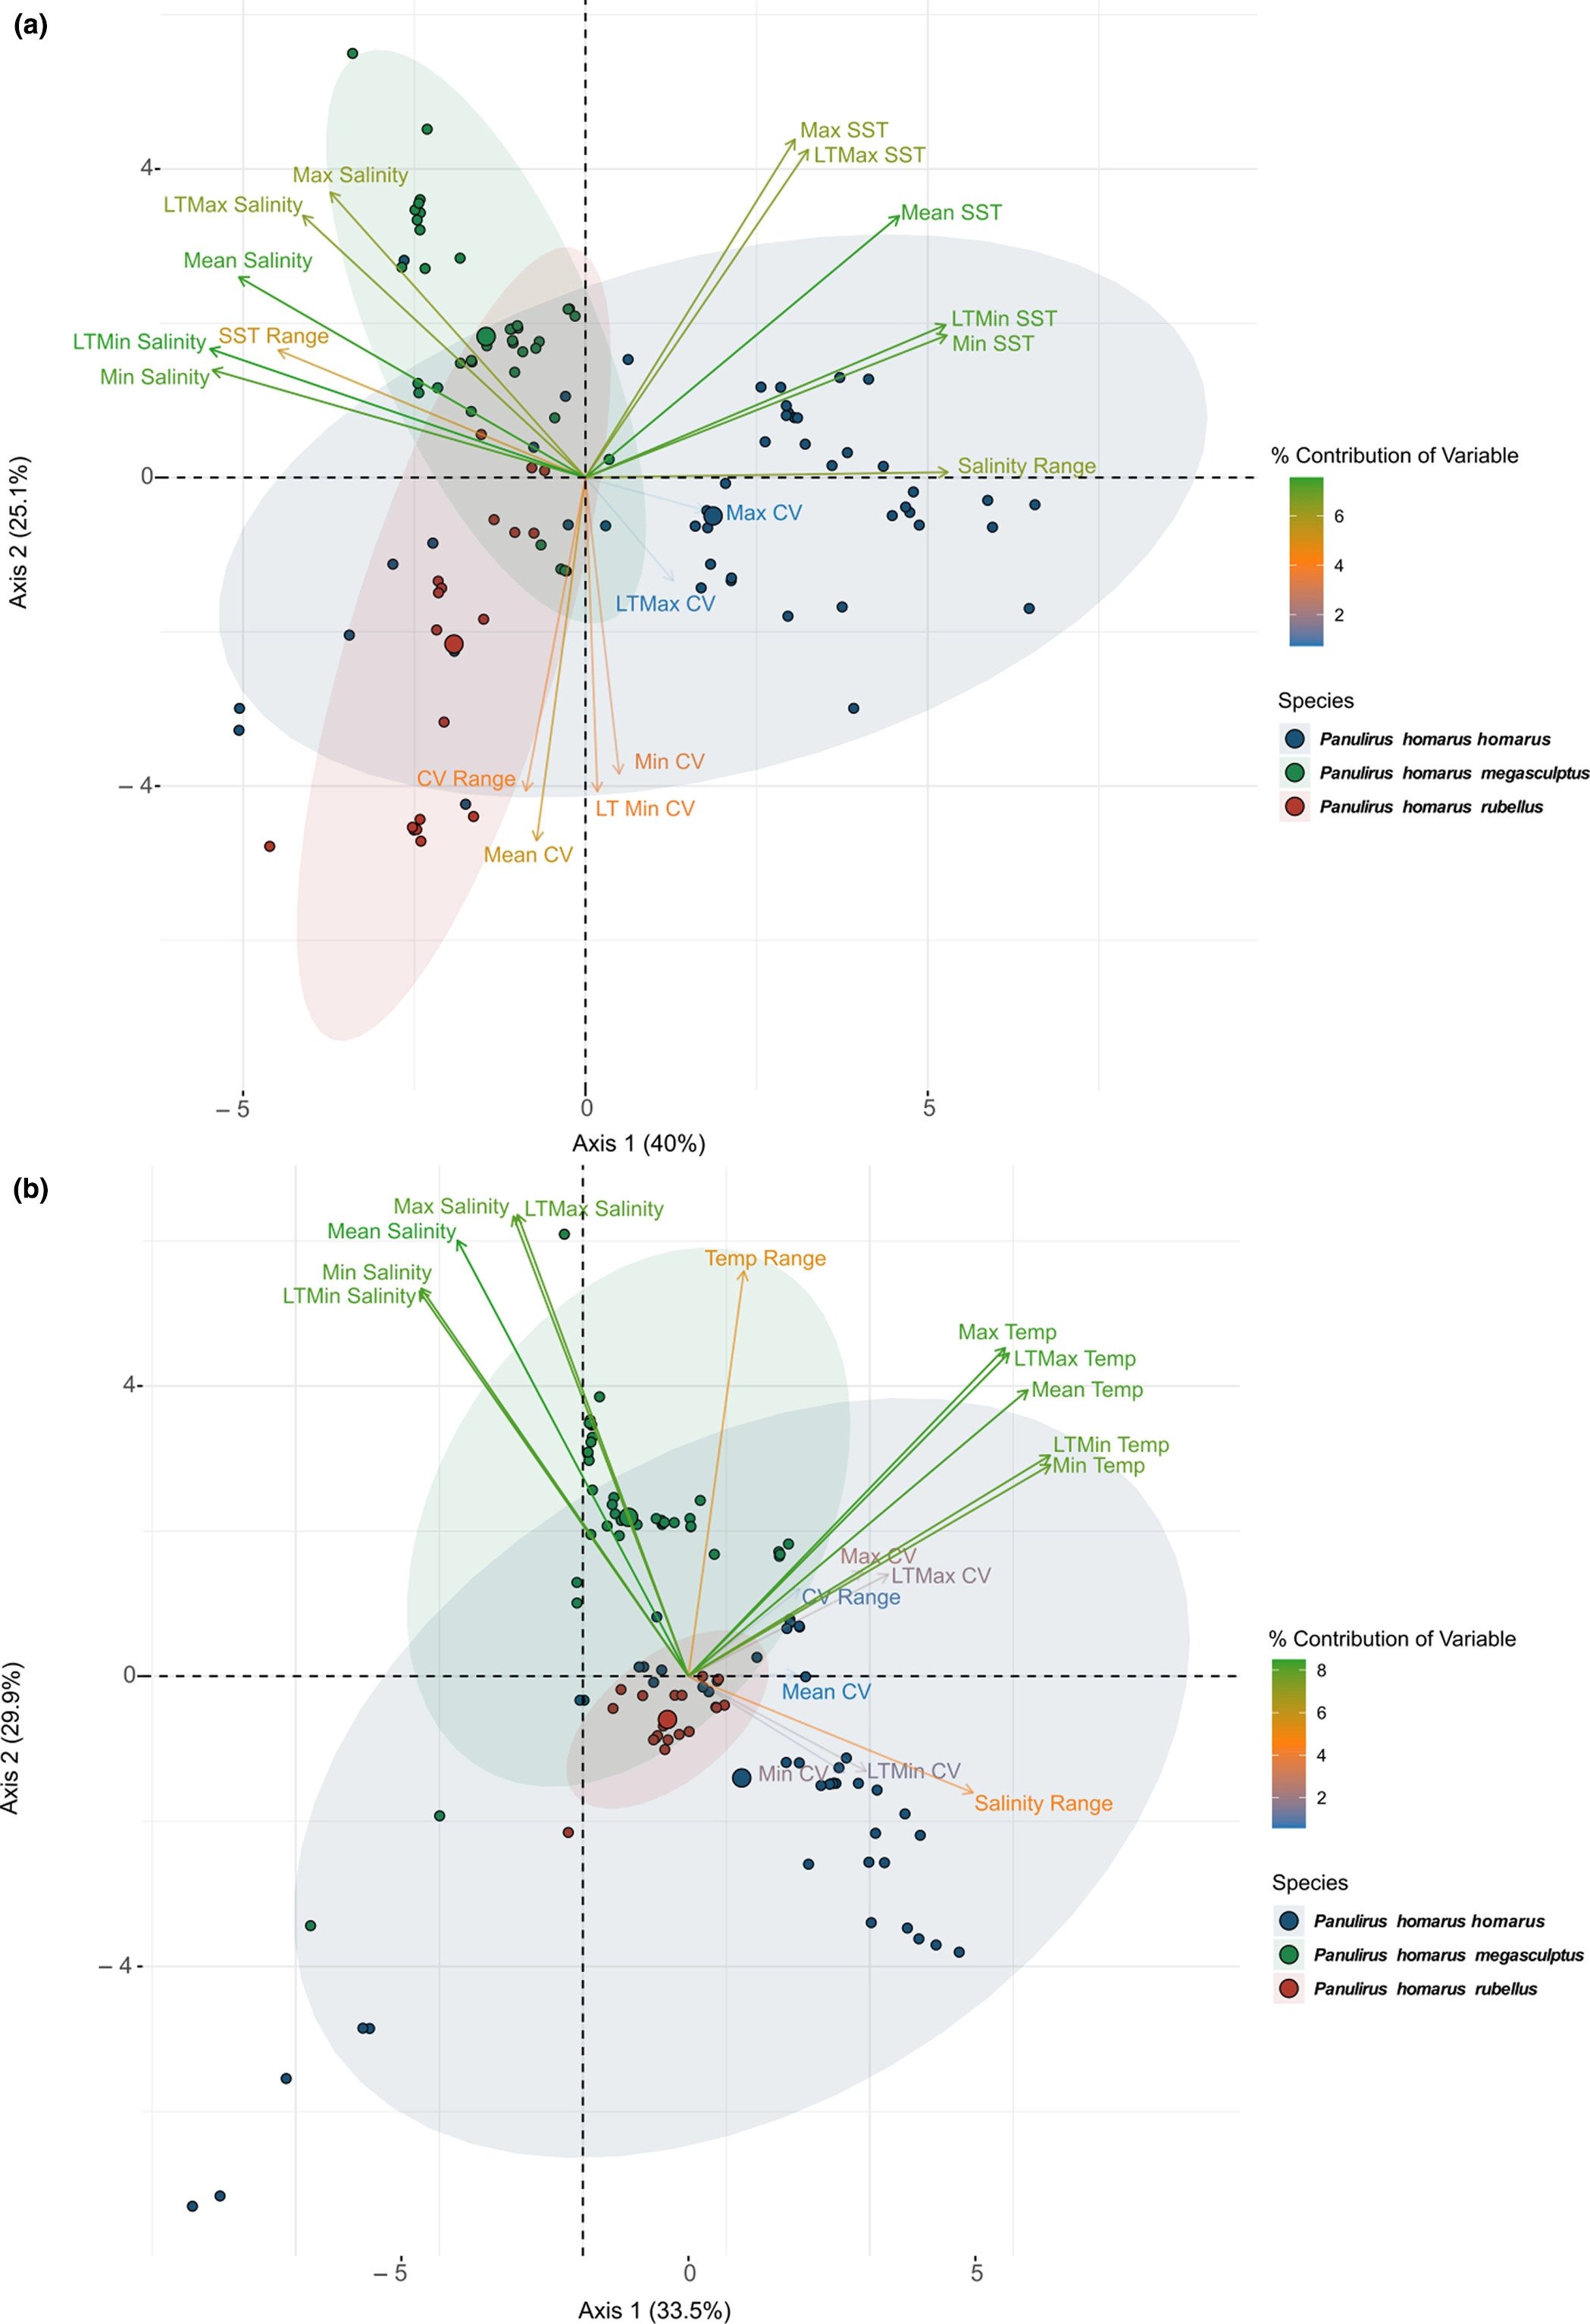 (a)
Max SST
LTMax SST
4
Max Salinity
LTMax Salinity
Mean SST
Mean Salinity
LTMin SST
LTMin Salinity
SST Range
Min SST
Min Salinity
Salinity Range
0
Max CV
LTMax CV
Min CV
CV Range
– 4
LT Min CV
Mean CV
Axis 2 (25.1%)
– 5
0
5
Axis 1 (40%)
% Contribution of Variable
6
4
2
Species
Panulirus homarus homarus
Panulirus homarus megasculptus
Panulirus homarus rubellus
(b)
Max Salinity
LTMax Salinity
Mean Salinity
Temp Range
Min Salinity
LTMin Salinity
Max Temp
LTMax Temp
4
Mean Temp
LTMin Temp
Min Temp
Max CV
LTMax CV
CV Range
0
Mean CV
Min CV
LTMin CV
Salinity Range
– 4
Axis 2 (29.9%)
– 5
0
5
Axis 1 (33.5%)
% Contribution of Variable
8
6
4
2
Species
Panulirus homarus homarus
Panulirus homarus megasculptus
Panulirus homarus rubellus